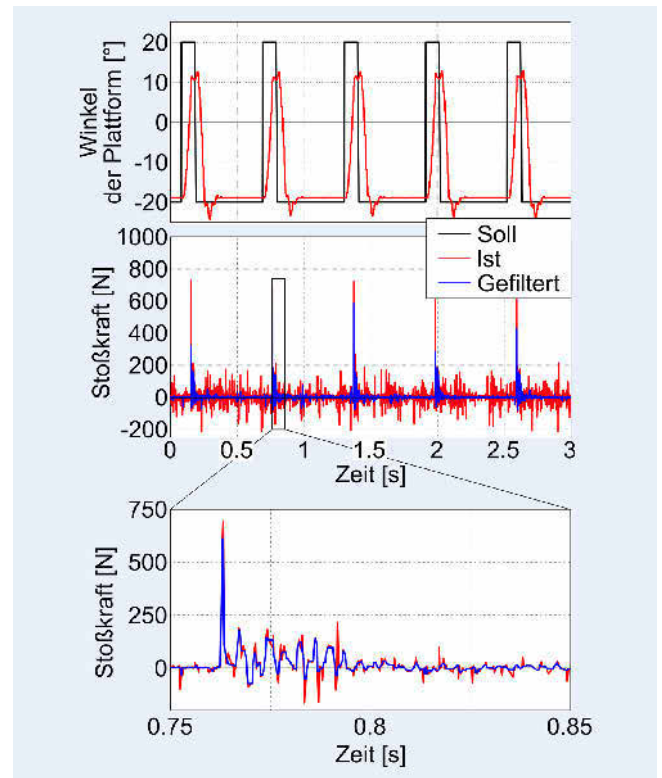 Winkel
der Plattform [°]
20
10
0
-10
-20
Soll
Ist
Gefiltert
Stoßkraft [N]
1000
800
600
400
200
0
-200
0 0.5 1 1.5 2 2.5 3
Zeit [s]
Stoßkraft [N]
750
500
250
0
0.75 0.8 0.85
Zeit [s]